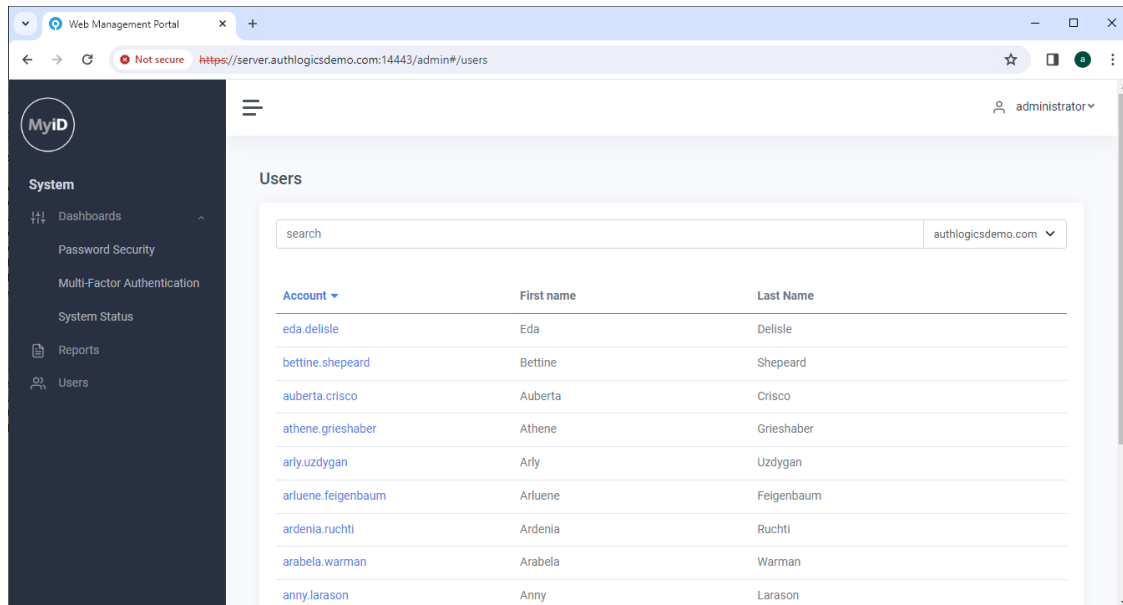 Web Management Portal
Not secure https://server.authlogicsdemo.com:14443/admin#/users
a
MyiD
administrator
System
Dashboards
Password Security
Multi-Factor Authentication
System Status
Reports
Users
Users
search authlogicsdemo.com
Account First name Last Name
eda.delisle Eda Delisle
bettine.shepeard Bettine Shepeard
auberta.crisco Auberta Crisco
athene.grieshaber Athene Grieshaber
arly.uzdygan Arly Uzdygan
arluene.feigenbaum Arluene Feigenbaum
ardenia.ruchti Ardenia Ruchti
arabela.warman Arabela Warman
anny.larason Anny Larason